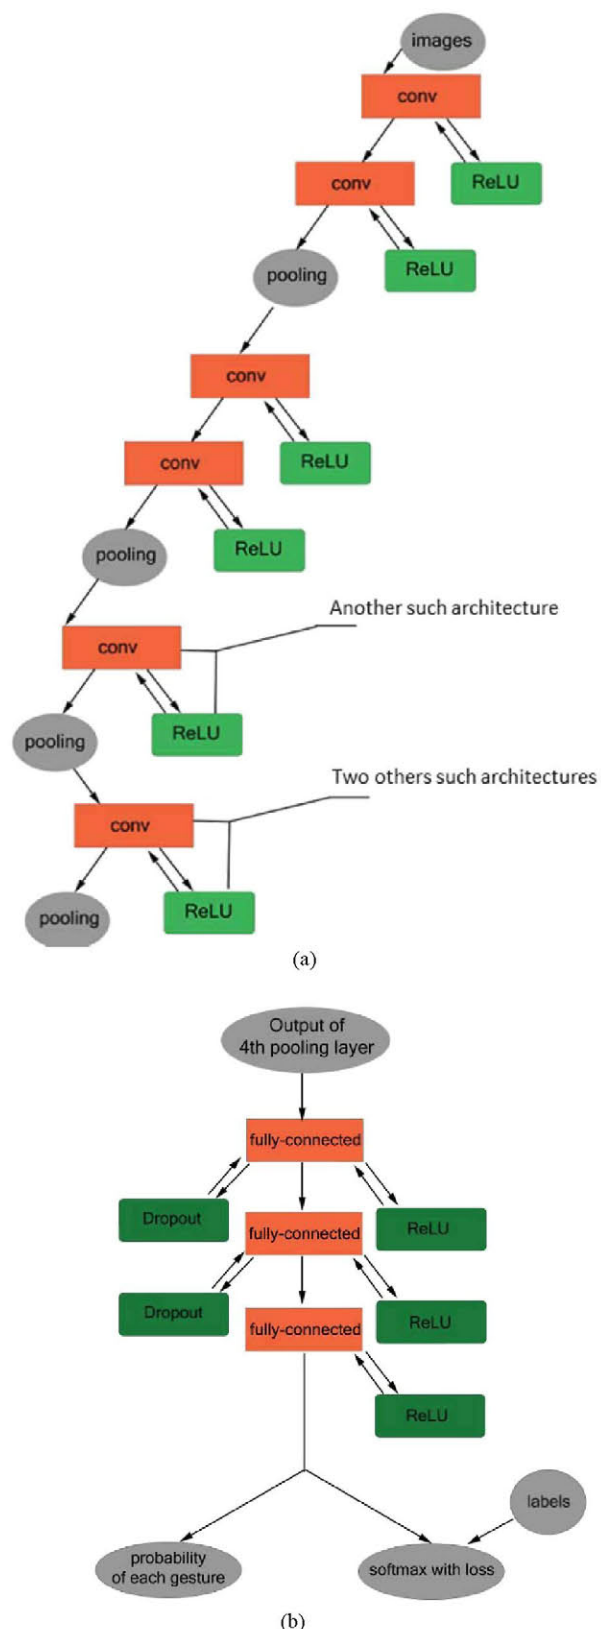 images
conv
ReLU
conv
ReLU
pooling
conv
ReLU
conv
ReLU
pooling
Another such architecture
conv
ReLU
pooling
Two others such architectures
conv
ReLU
pooling
(a)
Output of
4th pooling layer
fully-connected
Dropout
ReLU
fully-connected
Dropout
ReLU
fully-connected
ReLU
labels
probability
of each gesture
softmax with loss
(b)